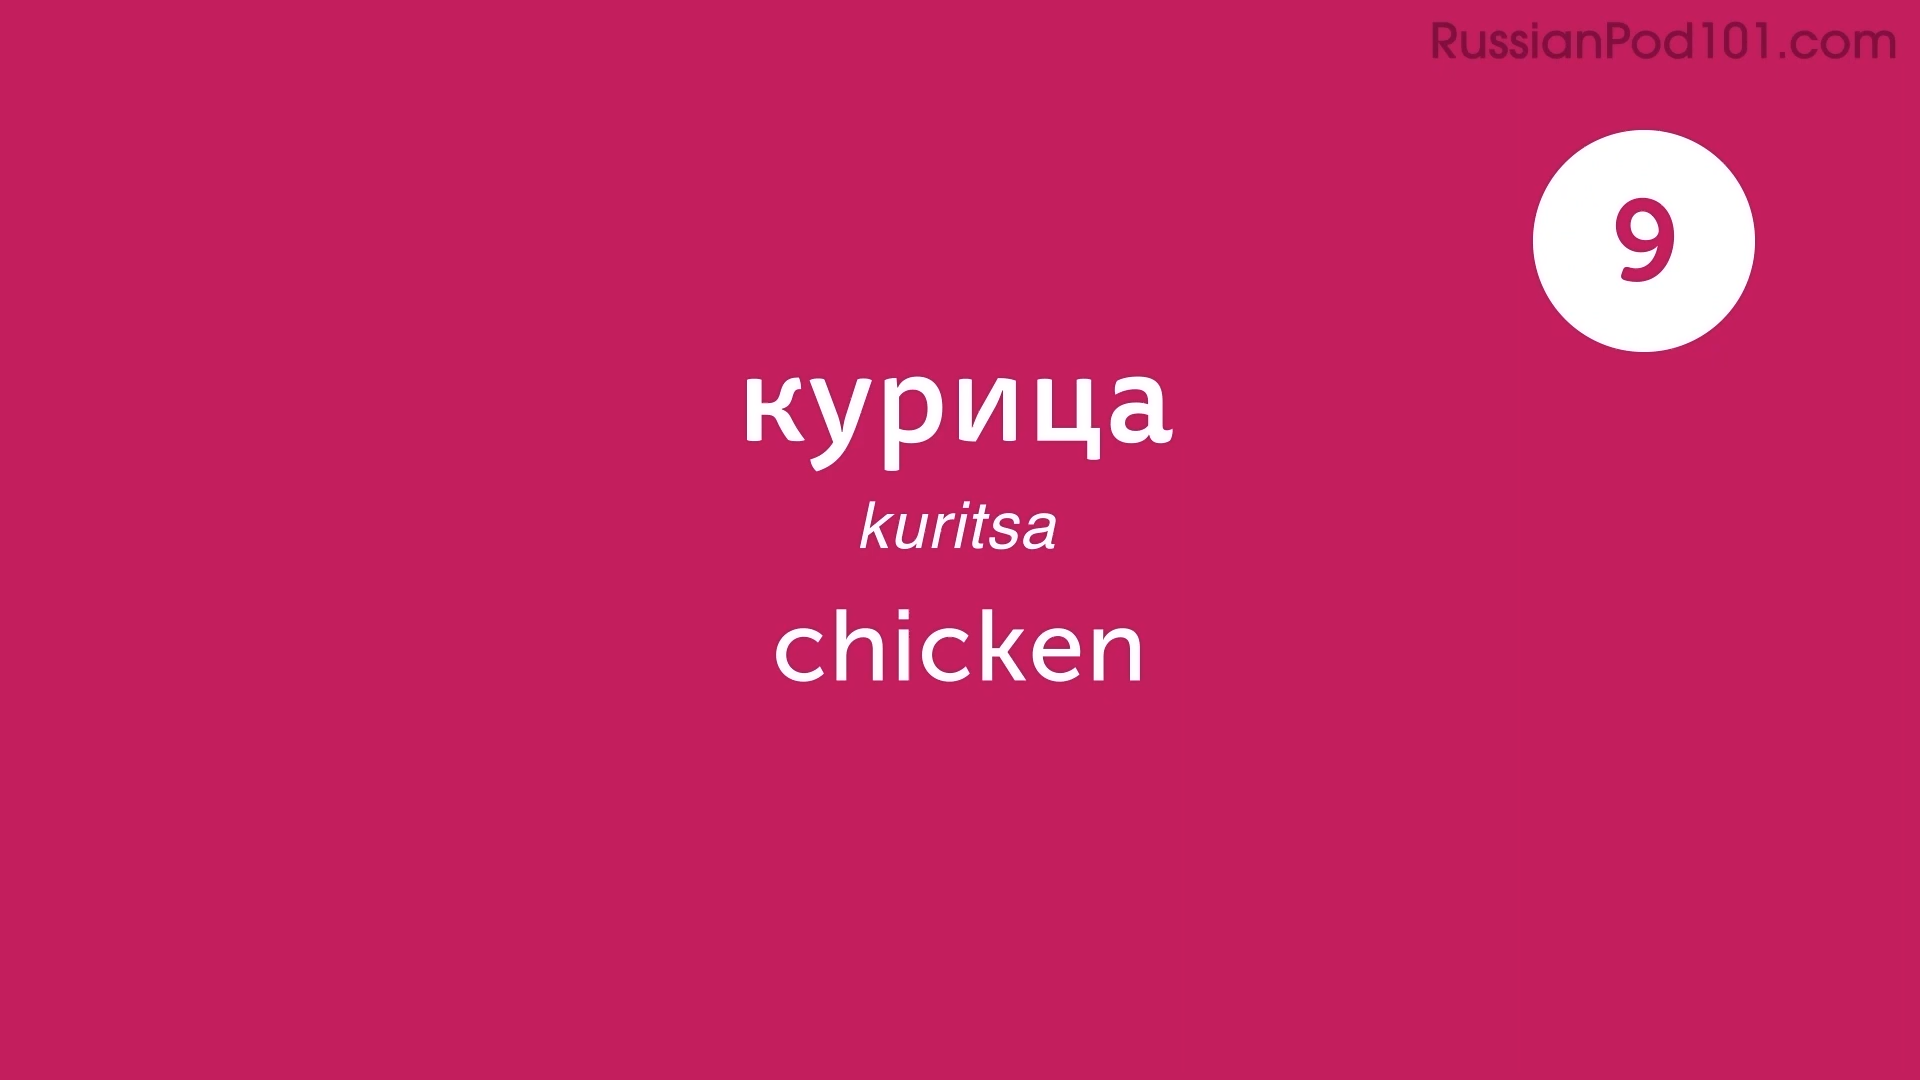 RussianPod101.com
9
курица
kuritsa
chicken